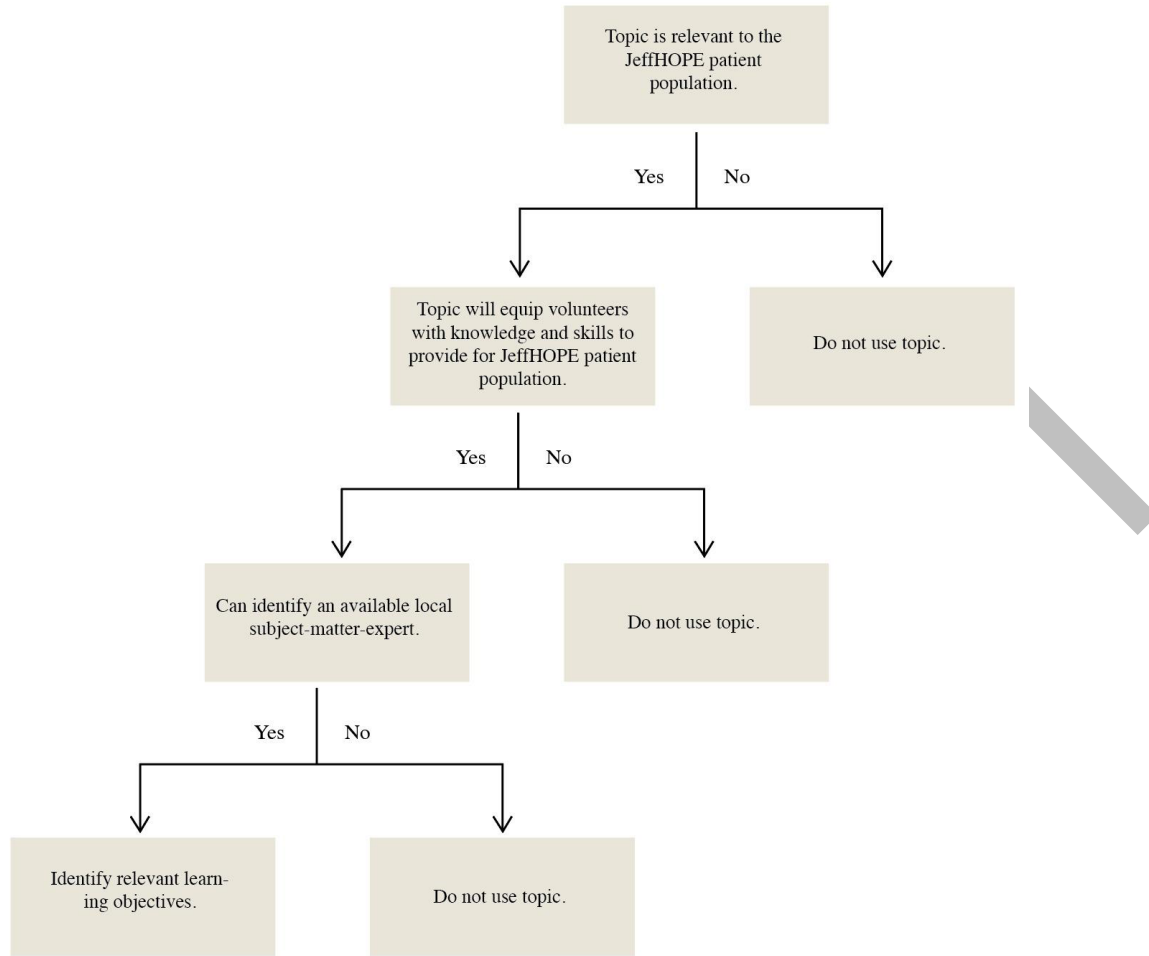 Topic is relevant to the
JeffHOPE patient
population.
Yes
No
Topic will equip volunteers
with knowledge and skills to
provide for JeffHOPE patient
population.
Do not use topic.
Yes
No
Can identify an available local
subject-matter-expert.
Do not use topic.
Yes
No
Identify relevant learn-
ing objectives.
Do not use topic.